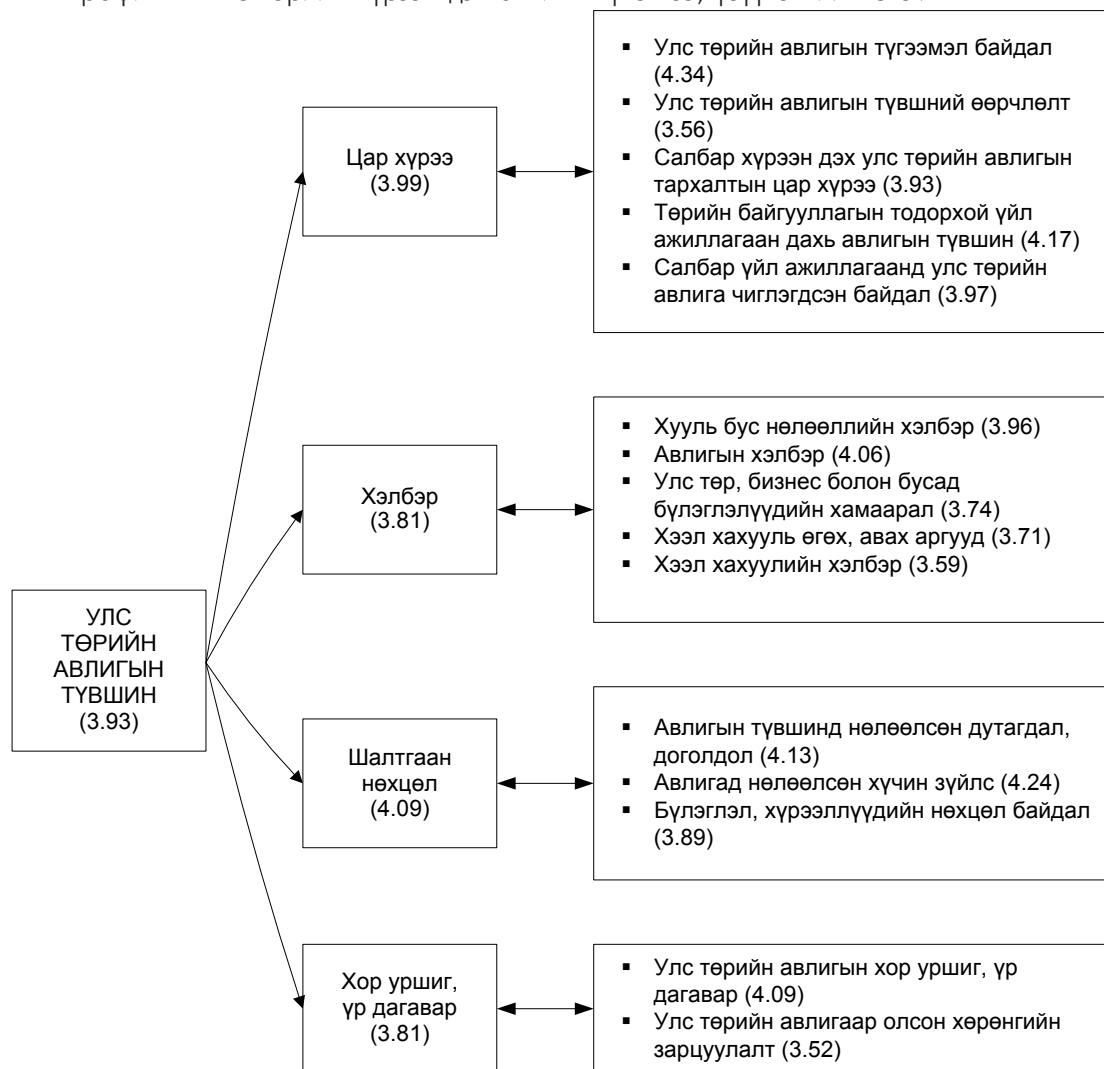 Улс төрийн авлигын түгээмэл байдал
(4.34)
Улс төрийн авлигын түвшний өөрчлөлт
(3.56)
Салбар хүрээн дэх улс төрийн авлигын
тархалтын цар хүрээ (3.93)
Төрийн байгууллагын тодорхой үйл
ажиллагаан дахь авлигын түвшин (4.17)
Салбар үйл ажиллагаанд улс төрийн
авлига чиглэгдсэн байдал (3.97)
Цар хүрээ
(3.99)
Хууль бус нөлөөллийн хэлбэр (3.96)
Авлигын хэлбэр (4.06)
Улс төр, бизнес болон бусад
бүлэглэлүүдийн хамаарал (3.74)
Хээл хахууль өгөх, авах аргууд (3.71)
Хээл хахуулийн хэлбэр (3.59)
Хэлбэр
(3.81)
УЛС
ТӨРИЙН
АВЛИГЫН
ТҮВШИН
(3.93)
Шалтгаан
нөхцөл
(4.09)
Авлигын түвшинд нөлөөлсөн дутагдал,
доголдол (4.13)
Авлигад нөлөөлсөн хүчин зүйлс (4.24)
Бүлэглэл, хүрээллүүдийн нөхцөл байдал
(3.89)
Хор уршиг,
үр дагавар
(3.81)
Улс төрийн авлигын хор уршиг, үр
дагавар (4.09)
Улс төрийн авлигаар олсон хөрөнгийн
зарцуулалт (3.52)